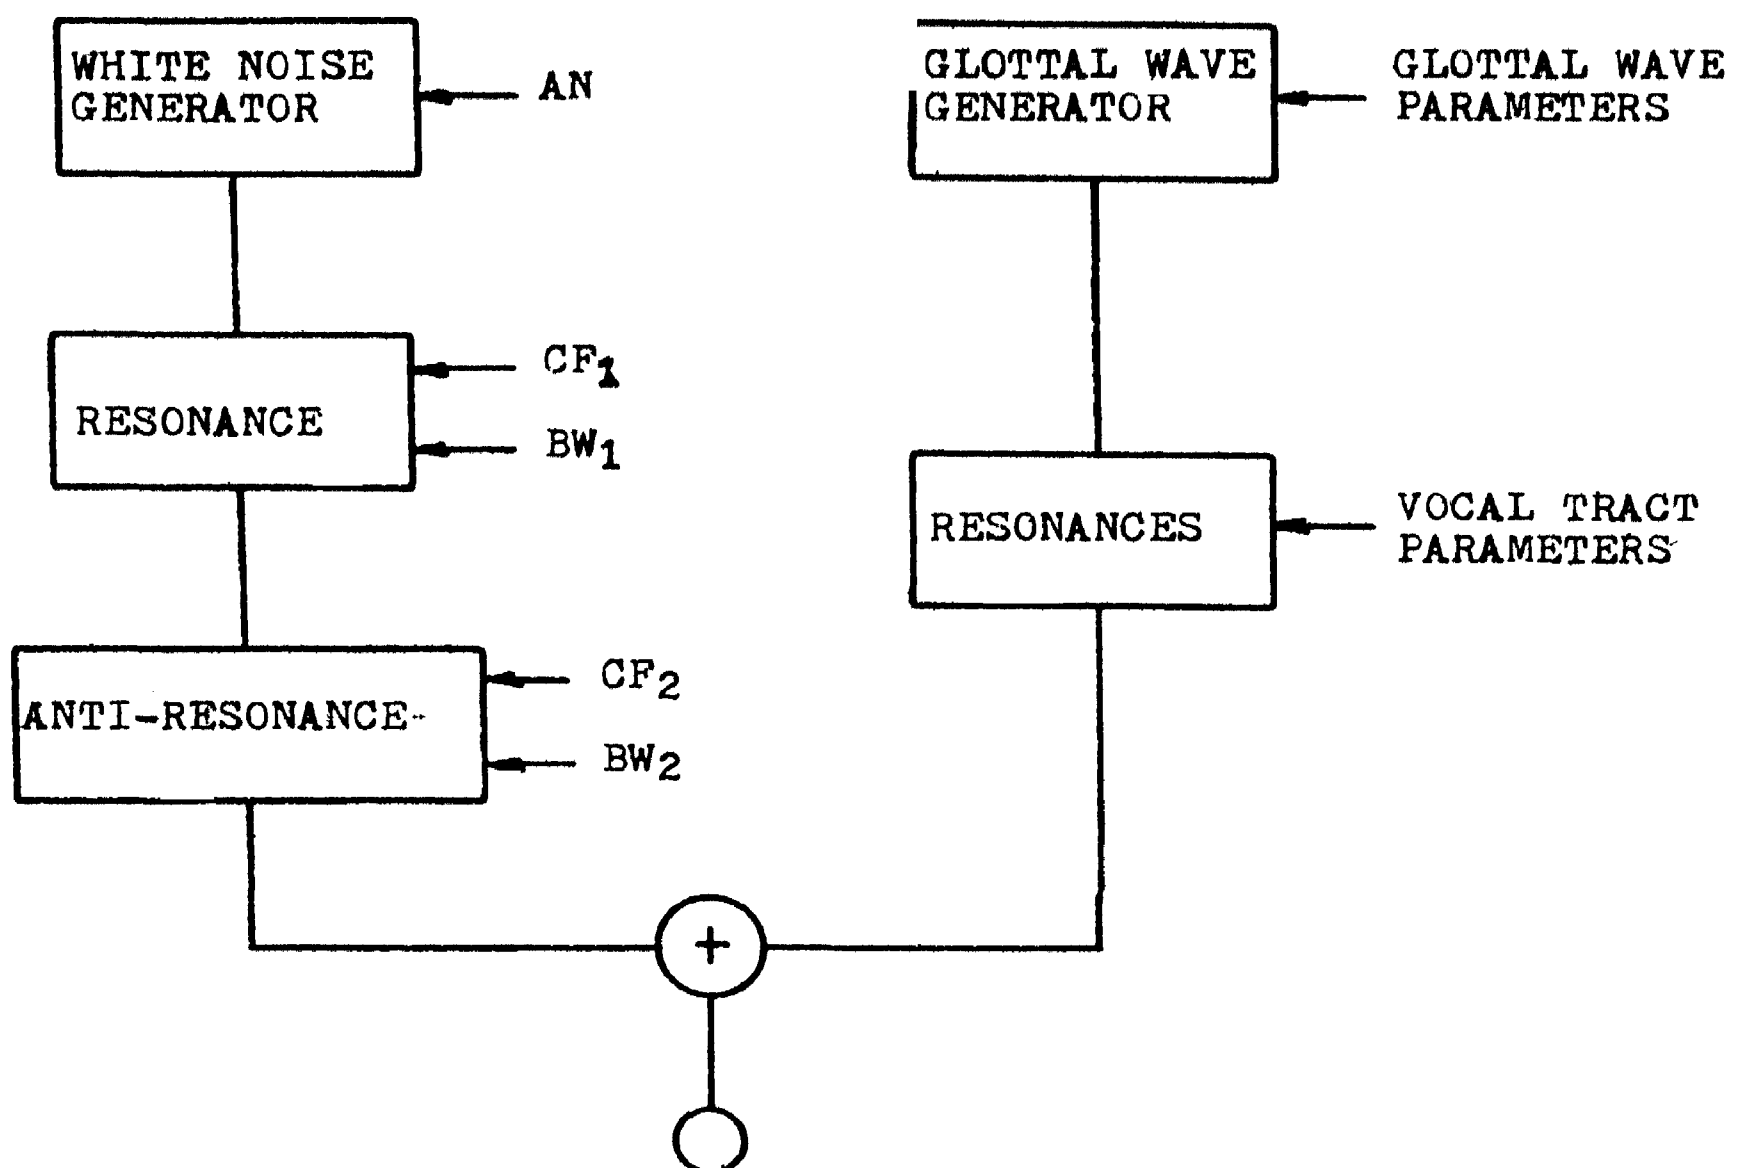 WHITE NOISE
GENERATOR
AN
GLOTTAL WAVE
GENERATOR
GLOTTAL WAVE
PARAMETERS
CF1
RESONANCE
BW1
RESONANCES
VOCAL TRACT
PARAMETERS
CF2
ANTI-RESONANCE
BW2
+